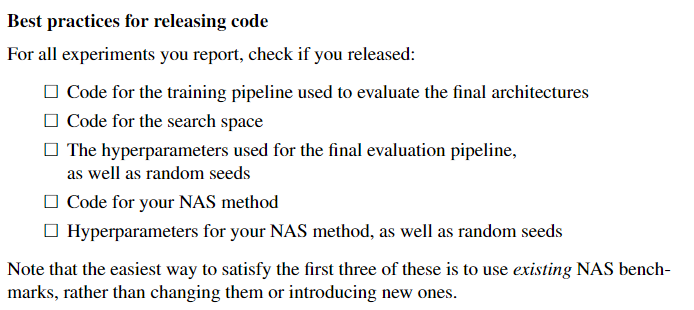 Best practices for releasing code
For all experiments you report, check if you released:
☐ Code for the training pipeline used to evaluate the final architectures
☐ Code for the search space
☐ The hyperparameters used for the final evaluation pipeline,
as well as random seeds
☐ Code for your NAS method
☐ Hyperparameters for your NAS method, as well as random seeds
Note that the easiest way to satisfy the first three of these is to use existing NAS bench-
marks, rather than changing them or introducing new ones.